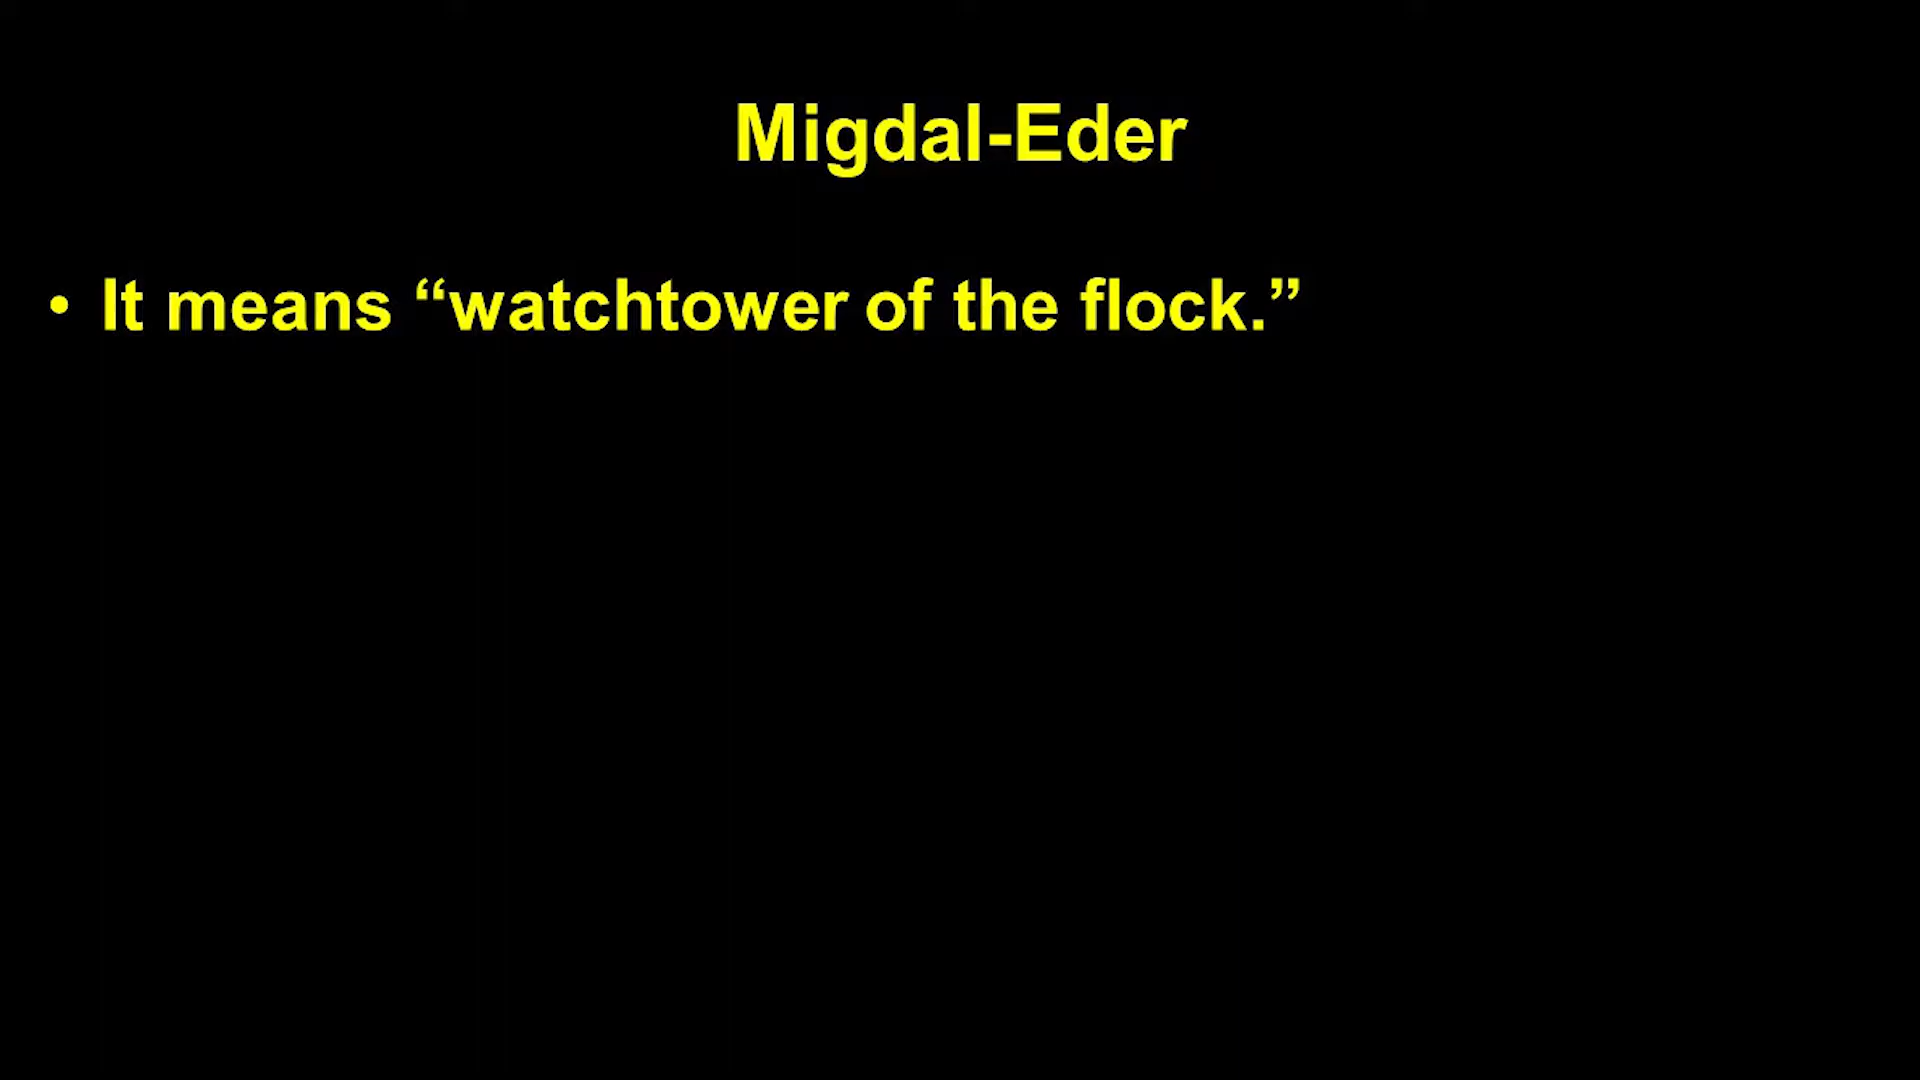 Migdal-Eder
• It means “watchtower of the flock.”